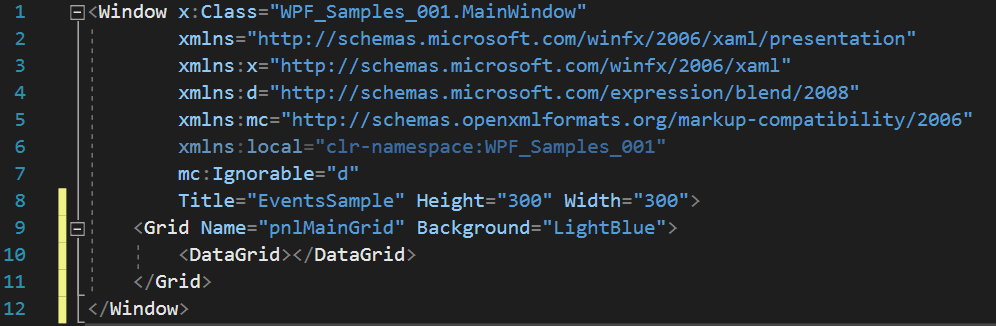 1 <Window x:Class="WPF_Samples_001.MainWindow"
2 xmlns="http://schemas.microsoft.com/winfx/2006/xaml/presentation"
3 xmlns:x="http://schemas.microsoft.com/winfx/2006/xaml"
4 xmlns:d="http://schemas.microsoft.com/expression/blend/2008"
5 xmlns:mc="http://schemas.openxmlformats.org/markup-compatibility/2006"
6 xmlns:local="clr-namespace:WPF_Samples_001"
7 mc:Ignorable="d"
8 Title="EventsSample" Height="300" Width="300">
9 <Grid Name="pnlMainGrid" Background="LightBlue">
10 <DataGrid></DataGrid>
11 </Grid>
12 </Window>